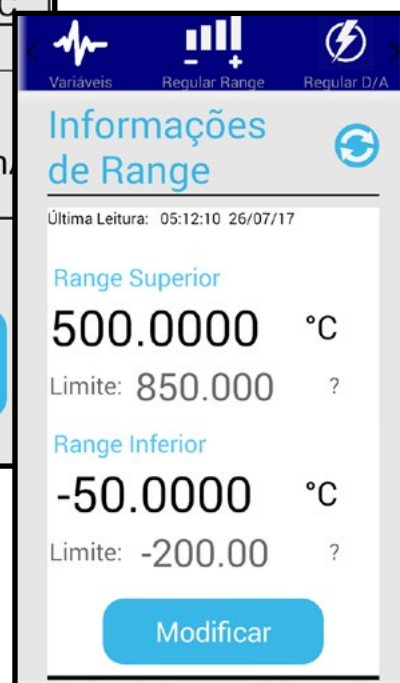 Variáveis Regular Range Regular D/A
Informações
de Range
Última Leitura: 05:12:10 26/07/17
Range Superior
500.0000 °C
Limite: 850.000 ?
Range Inferior
-50.0000 °C
Limite: -200.00 ?
Modificar